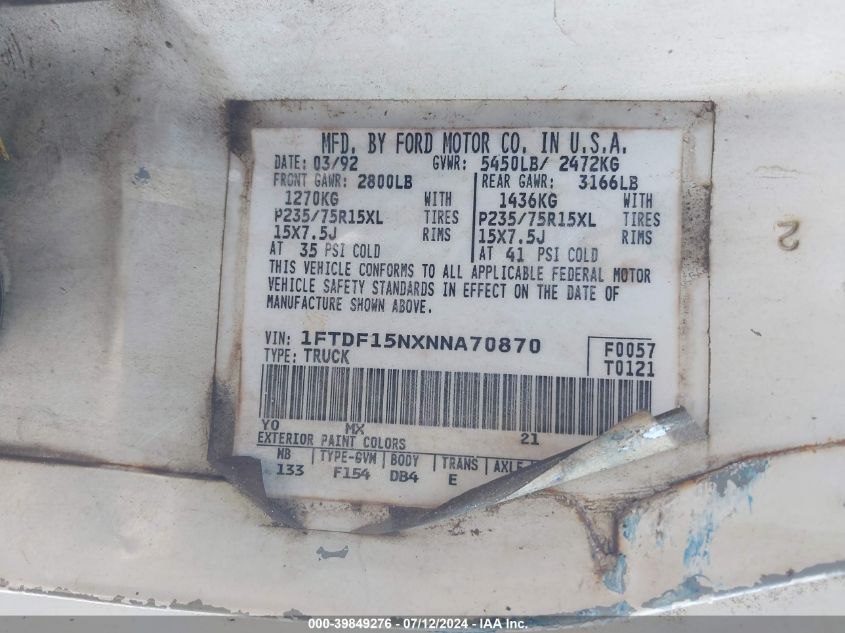 MFD. BY FORD MOTOR CO. IN U.S.A.
DATE: 03/92 GVWR: 5450LB/ 2472KG
FRONT GAWR: 2800LB REAR GAWR: 3166LB
1270KG WITH 1436KG WITH
P235/75R15XL TIRES P235/75R15XL TIRES
15X7.5J RIMS 15X7.5J RIMS
AT 35 PSI COLD AT 41 PSI COLD
THIS VEHICLE CONFORMS TO ALL APPLICABLE FEDERAL MOTOR
VEHICLE SAFETY STANDARDS IN EFFECT ON THE DATE OF
MANUFACTURE SHOWN ABOVE.
VIN: 1FTDF15NXNNA70870 F0057
TYPE: TRUCK T0121
YO MX 21
EXTERIOR PAINT COLORS
WB TYPE-GVM BODY TRANS AXLE
133 F154 DB4 E
2
000-39849276 - 07/12/2024 - Copyright IAA, Inc.